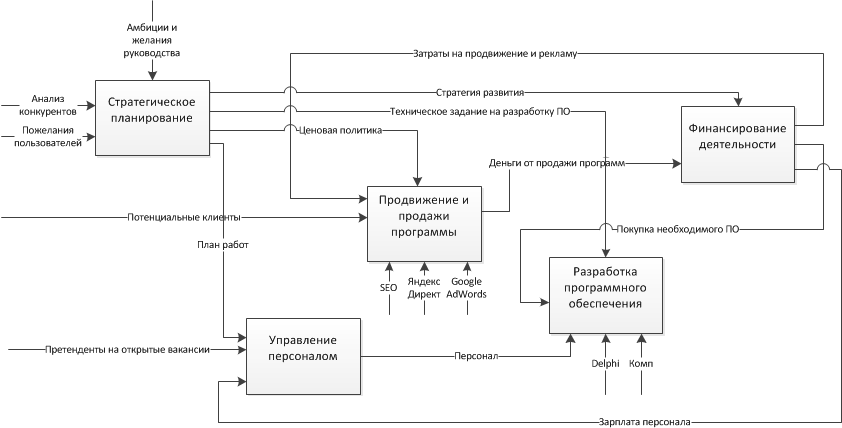 Амбиции и
желания
руководства
Затраты на продвижение и рекламу
Анализ
конкурентов
Пожелания
пользователей
Стратегическое
планирование
Стратегия развития
Техническое задание на разработку ПО
Ценовая политика
Финансирование
деятельности
Деньги от продажи программ
Продвижение и
продажи
программы
Потенциальные клиенты
План работ
Покупка необходимого ПО
SEO
Яндекс
Директ
Google
AdWords
Разработка
программного
обеспечения
Управление
персоналом
Претенденты на открытые вакансии
Персонал
Delphi
Комп
Зарплата персонала